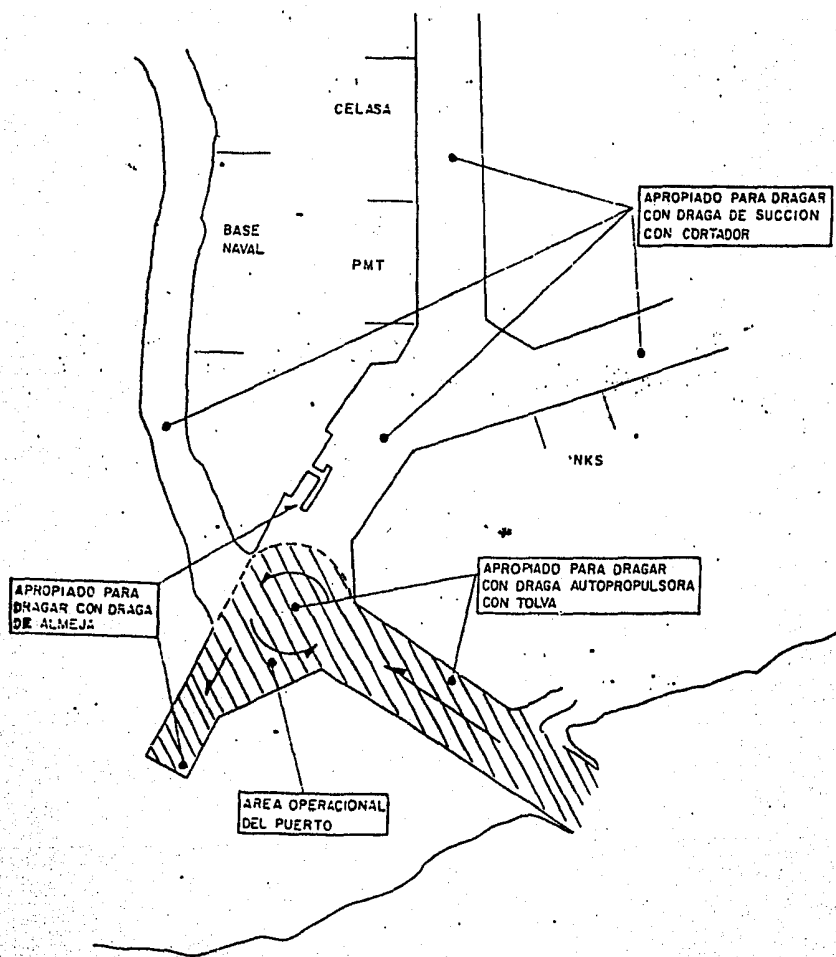 CELASA
APROPIADO PARA DRAGAR
CON DRAGA DE SUCCION
CON CORTADOR
BASE
NAVAL
PMT
NKS
APROPIADO PARA DRAGAR
CON DRAGA AUTOPROPULSORA
CON TOLVA
APROPIADO PARA
DRAGAR CON DRAGA
DE ALMEJA
AREA OPERACIONAL
DEL PUERTO